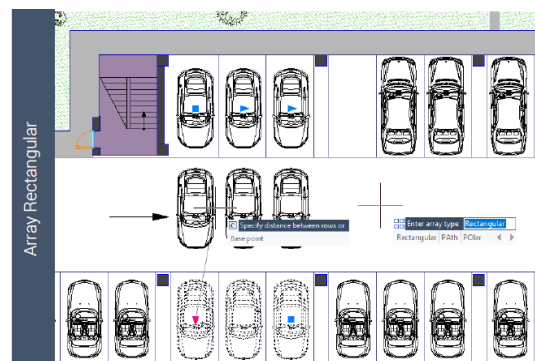 Array Rectangular
Specify distance between rows or
Base point
Enter array type Rectangular
Rectangular PAth POlar